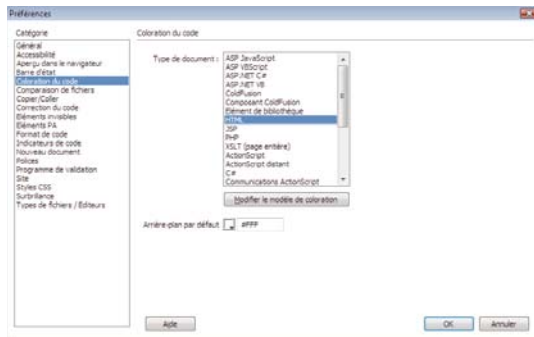 Préférences
Catégorie
Coloration du code
Général
Accessibilité
Aperçu dans le navigateur
Barre d'état
Coloration du code
Comparaison de fichiers
Copier/Coller
Correction du code
Eléments invisibles
Eléments PA
Format de code
Indicateurs de code
Nouveau document
Polices
Programme de validation
Site
Styles CSS
Surbrillance
Types de fichiers / Editeurs
Type de document :
ASP JavaScript
ASP VBScript
ASP.NET C#
ASP.NET VB
ColdFusion
Composant ColdFusion
Elément de bibliothèque
HTML
JSP
PHP
XSLT (page entière)
ActionScript
ActionScript distant
C#
Communications ActionScript
Modifier le modèle de coloration
Arrière-plan par défaut
#FFF
Aide
OK
Annuler